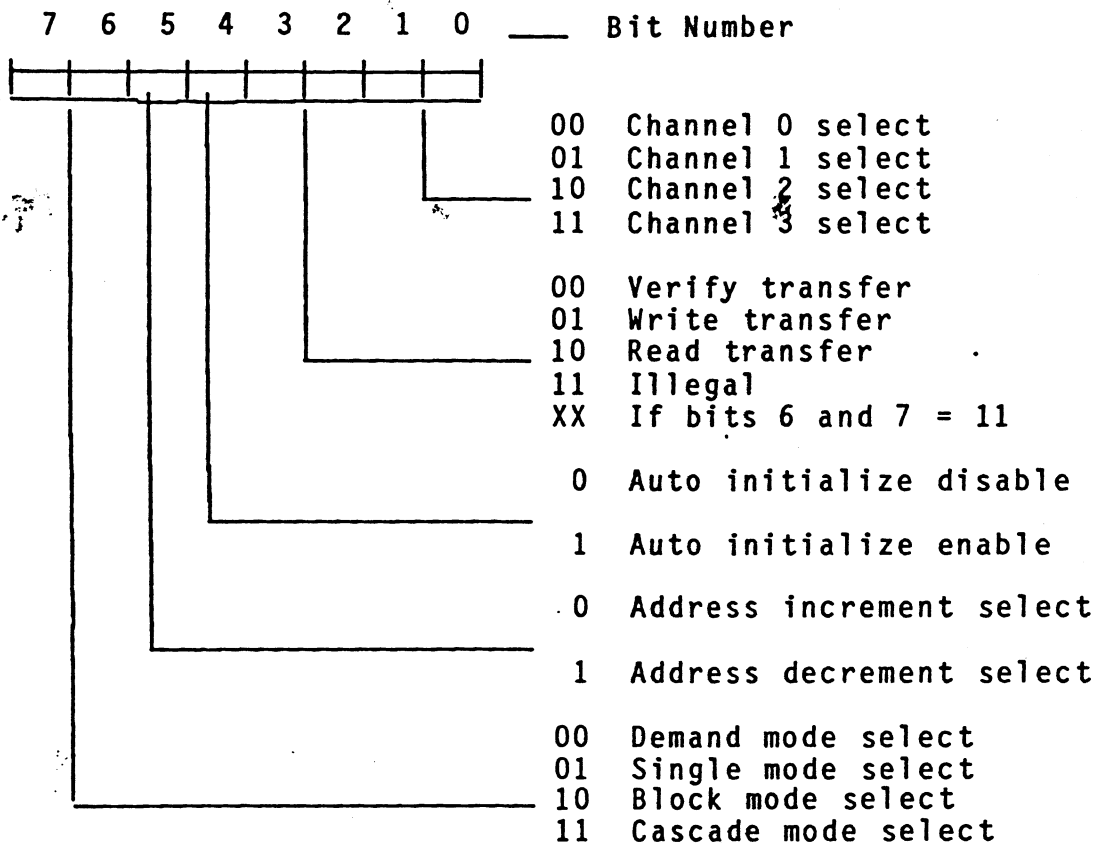 7 6 5 4 3 2 1 0 ___ Bit Number
00 Channel 0 select
01 Channel 1 select
10 Channel 2 select
11 Channel 3 select
00 Verify transfer
01 Write transfer
10 Read transfer
11 Illegal
XX If bits 6 and 7 = 11
0 Auto initialize disable
1 Auto initialize enable
0 Address increment select
1 Address decrement select
00 Demand mode select
01 Single mode select
10 Block mode select
11 Cascade mode select